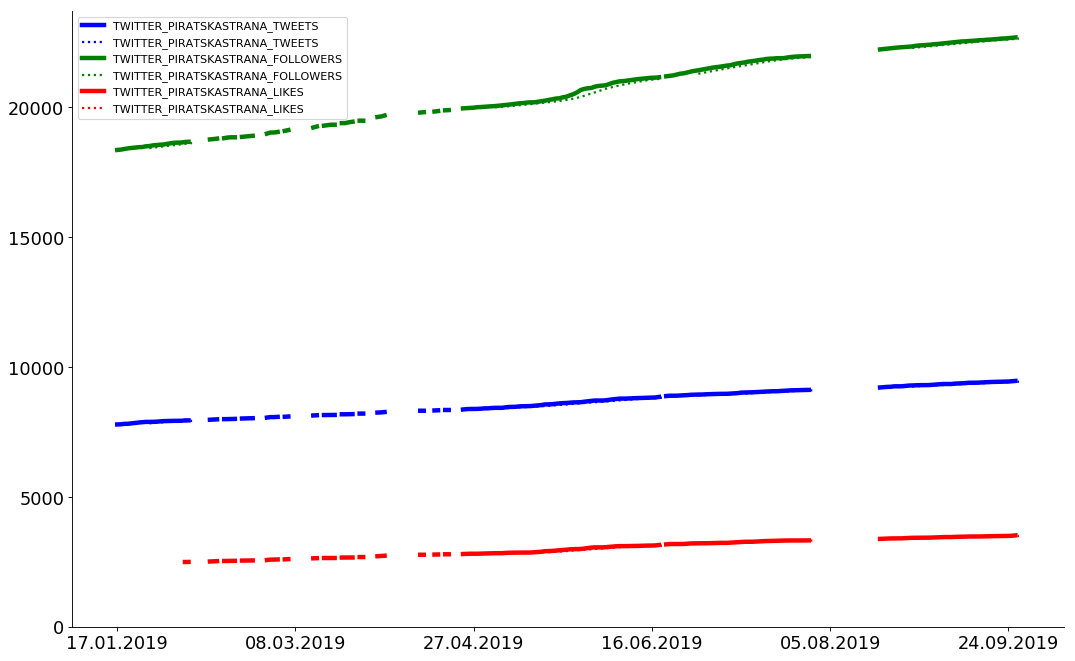 TWITTER_PIRATSKASTRANA_TWEETS
TWITTER_PIRATSKASTRANA_TWEETS
TWITTER_PIRATSKASTRANA_FOLLOWERS
TWITTER_PIRATSKASTRANA_FOLLOWERS
TWITTER_PIRATSKASTRANA_LIKES
TWITTER_PIRATSKASTRANA_LIKES
20000
15000
10000
5000
0
17.01.2019 08.03.2019 27.04.2019 16.06.2019 05.08.2019 24.09.2019